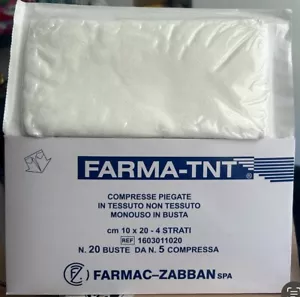 FARMA-TNT®
COMPRESSE PIEGATE
IN TESSUTO NON TESSUTO
MONOUSO IN BUSTA
cm 10 x 20 - 4 STRATI
REF 1603011020
N. 20 BUSTE DA N. 5 COMPRESSA
FZ FARMAC-ZABBAN SPA